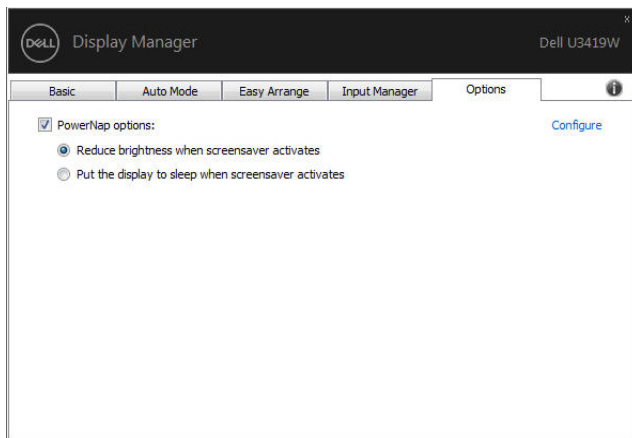 DELL Display Manager Dell U3419W
Basic Auto Mode Easy Arrange Input Manager Options
PowerNap options: Configure
Reduce brightness when screensaver activates
Put the display to sleep when screensaver activates